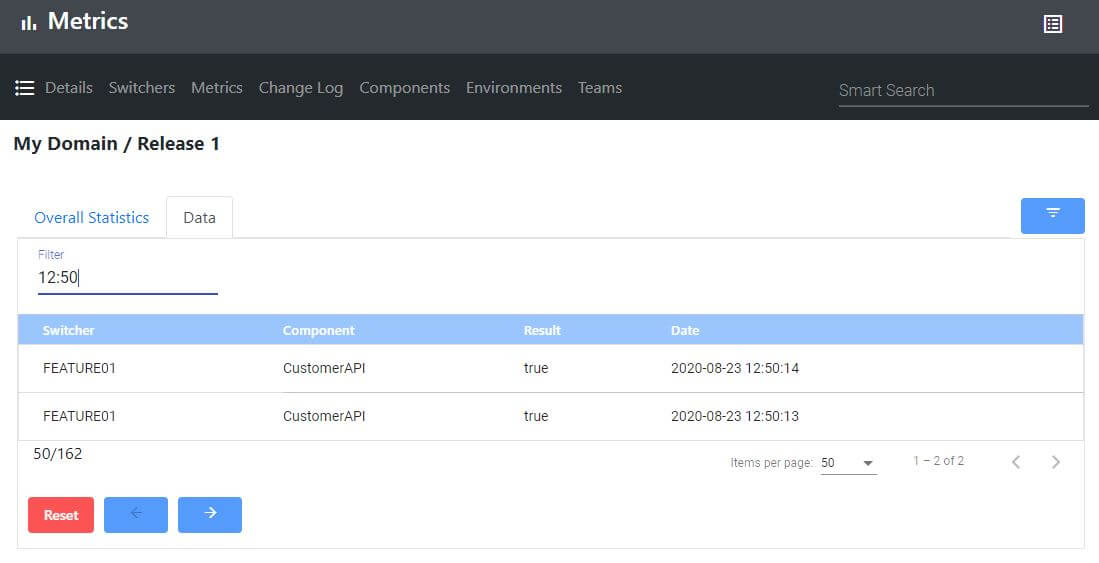 Metrics
Details Switchers Metrics Change Log Components Environments Teams Smart Search
My Domain / Release 1
Overall Statistics Data
Filter
12:50
Switcher Component Result Date
FEATURE01 CustomerAPI true 2020-08-23 12:50:14
FEATURE01 CustomerAPI true 2020-08-23 12:50:13
50/162
Items per page: 50 1 – 2 of 2
Reset